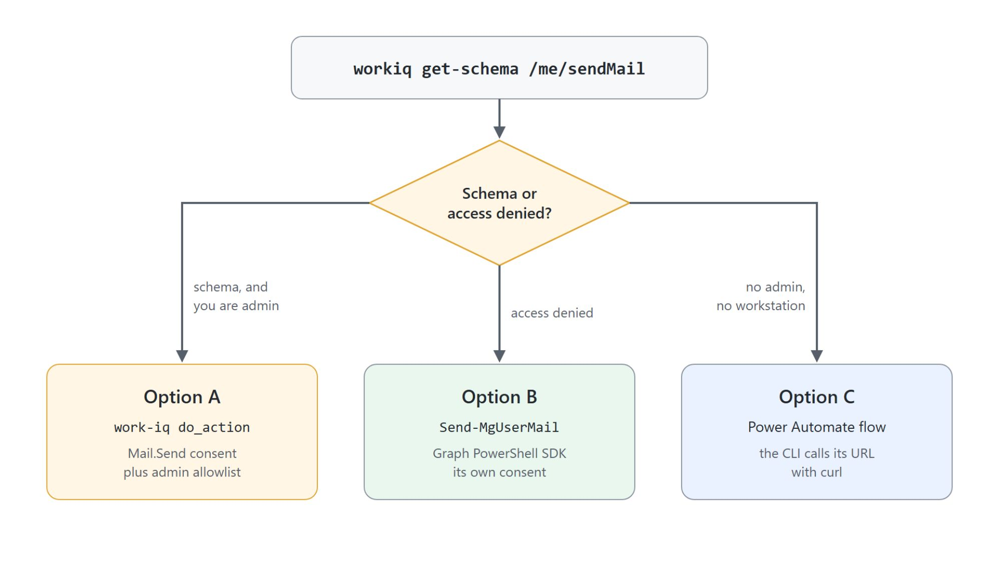 workiq get-schema /me/sendMail
Schema or
access denied?
schema, and
you are admin
access denied
no admin,
no workstation
Option A
work-iq do_action
Mail.Send consent
plus admin allowlist
Option B
Send-MgUserMail
Graph PowerShell SDK
its own consent
Option C
Power Automate flow
the CLI calls its URL
with curl